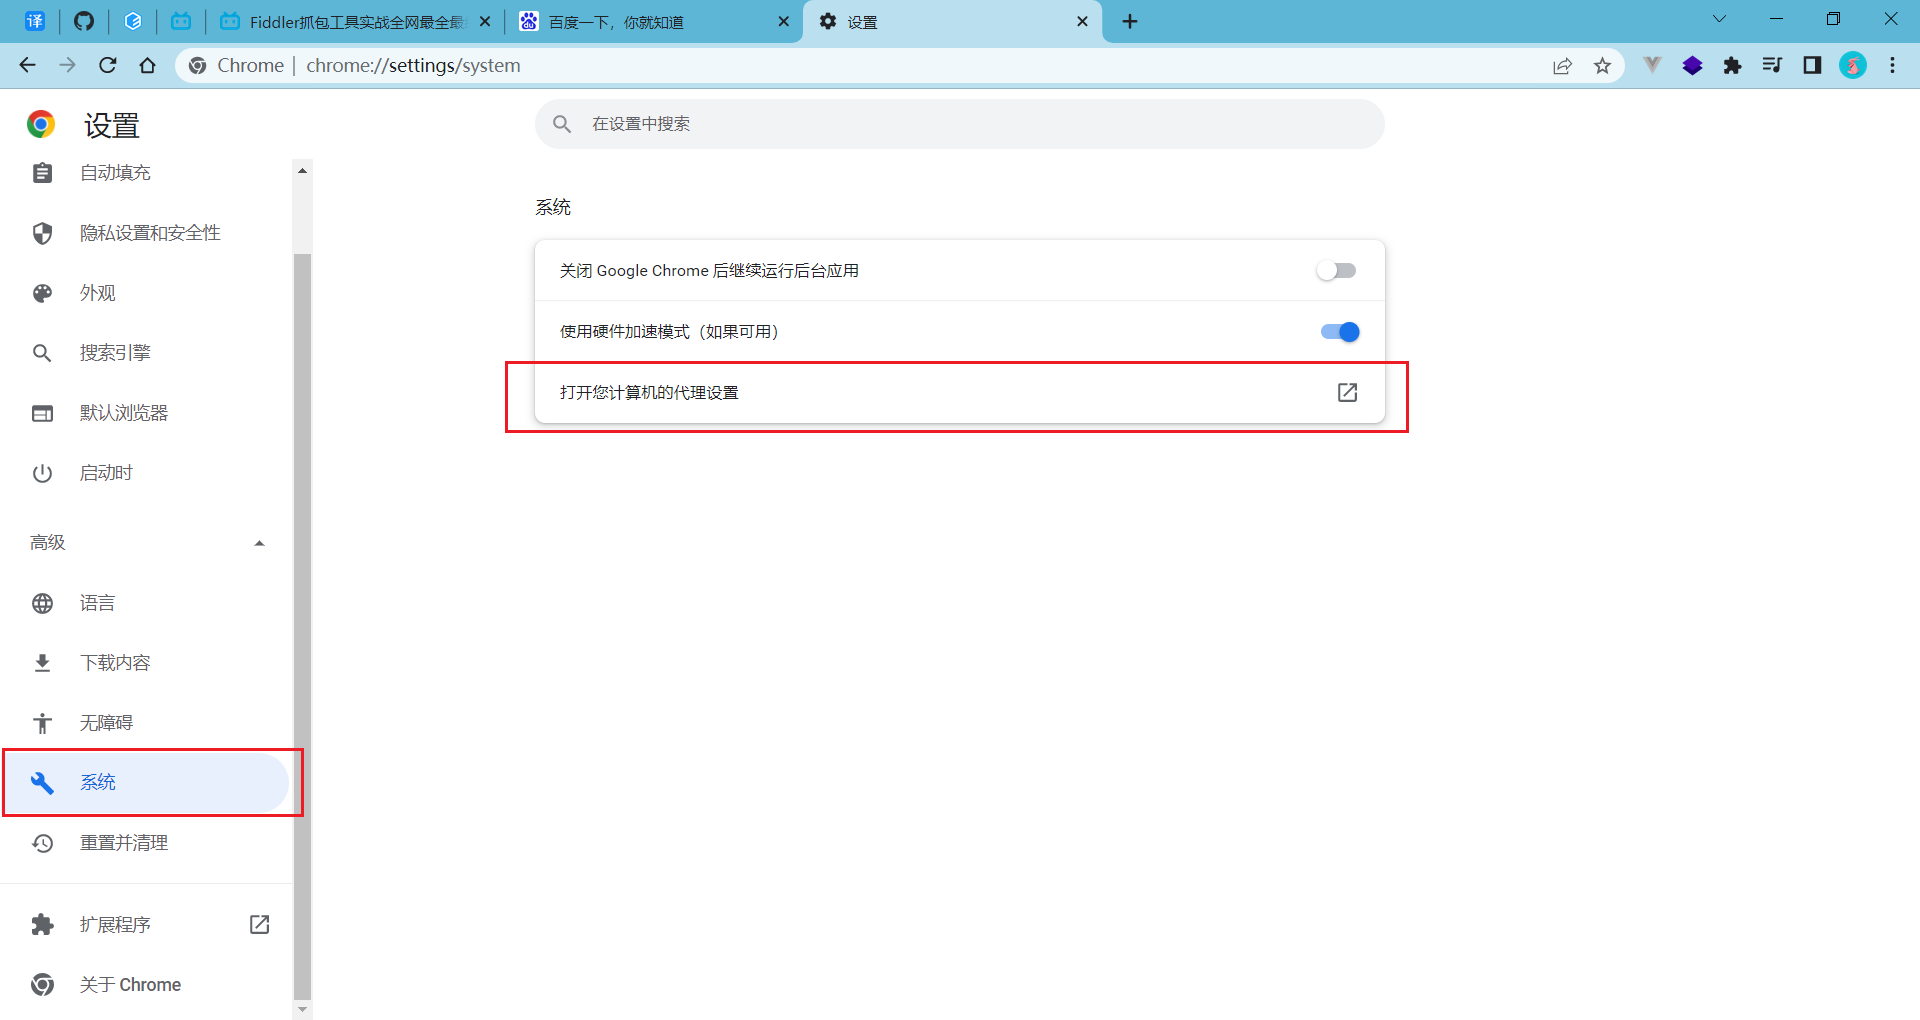 译
Fiddler抓包工具实战全网最全最
du
百度一下，你就知道
设置
Chrome | chrome://settings/system
设置
在设置中搜索
自动填充
隐私设置和安全性
外观
搜索引擎
默认浏览器
启动时
高级
语言
下载内容
无障碍
系统
重置并清理
扩展程序
关于 Chrome
系统
关闭 Google Chrome 后继续运行后台应用
使用硬件加速模式（如果可用）
打开您计算机的代理设置